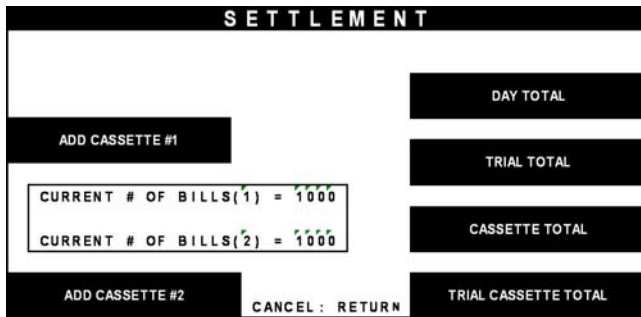 SETTLEMENT
DAY TOTAL
ADD CASSETTE #1
TRIAL TOTAL
CURRENT # OF BILLS(1) = 1000
CASSETTE TOTAL
CURRENT # OF BILLS(2) = 1000
ADD CASSETTE #2
CANCEL: RETURN
TRIAL CASSETTE TOTAL